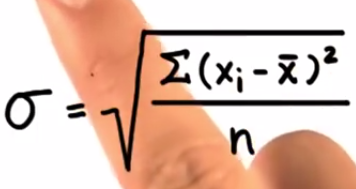 σ = √(Σ(xᵢ - x̄)² / n)